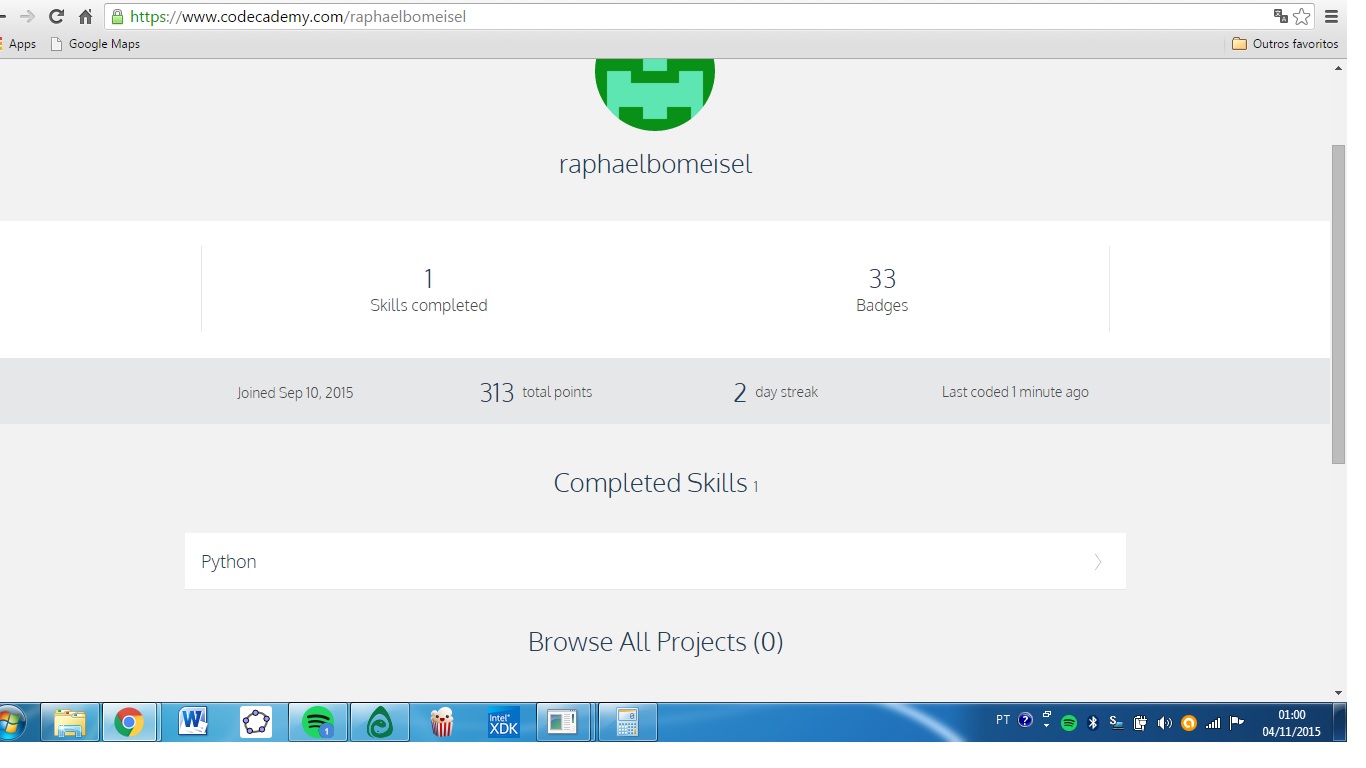 https://www.codecademy.com/raphaelbomeisel
Apps Google Maps Outros favoritos
raphaelbomeisel
1 33
Skills completed Badges
Joined Sep 10, 2015 313 total points 2 day streak Last coded 1 minute ago
Completed Skills 1
Python
Browse All Projects (0)
W 1 intel XDK PT ? S 01:00
04/11/2015